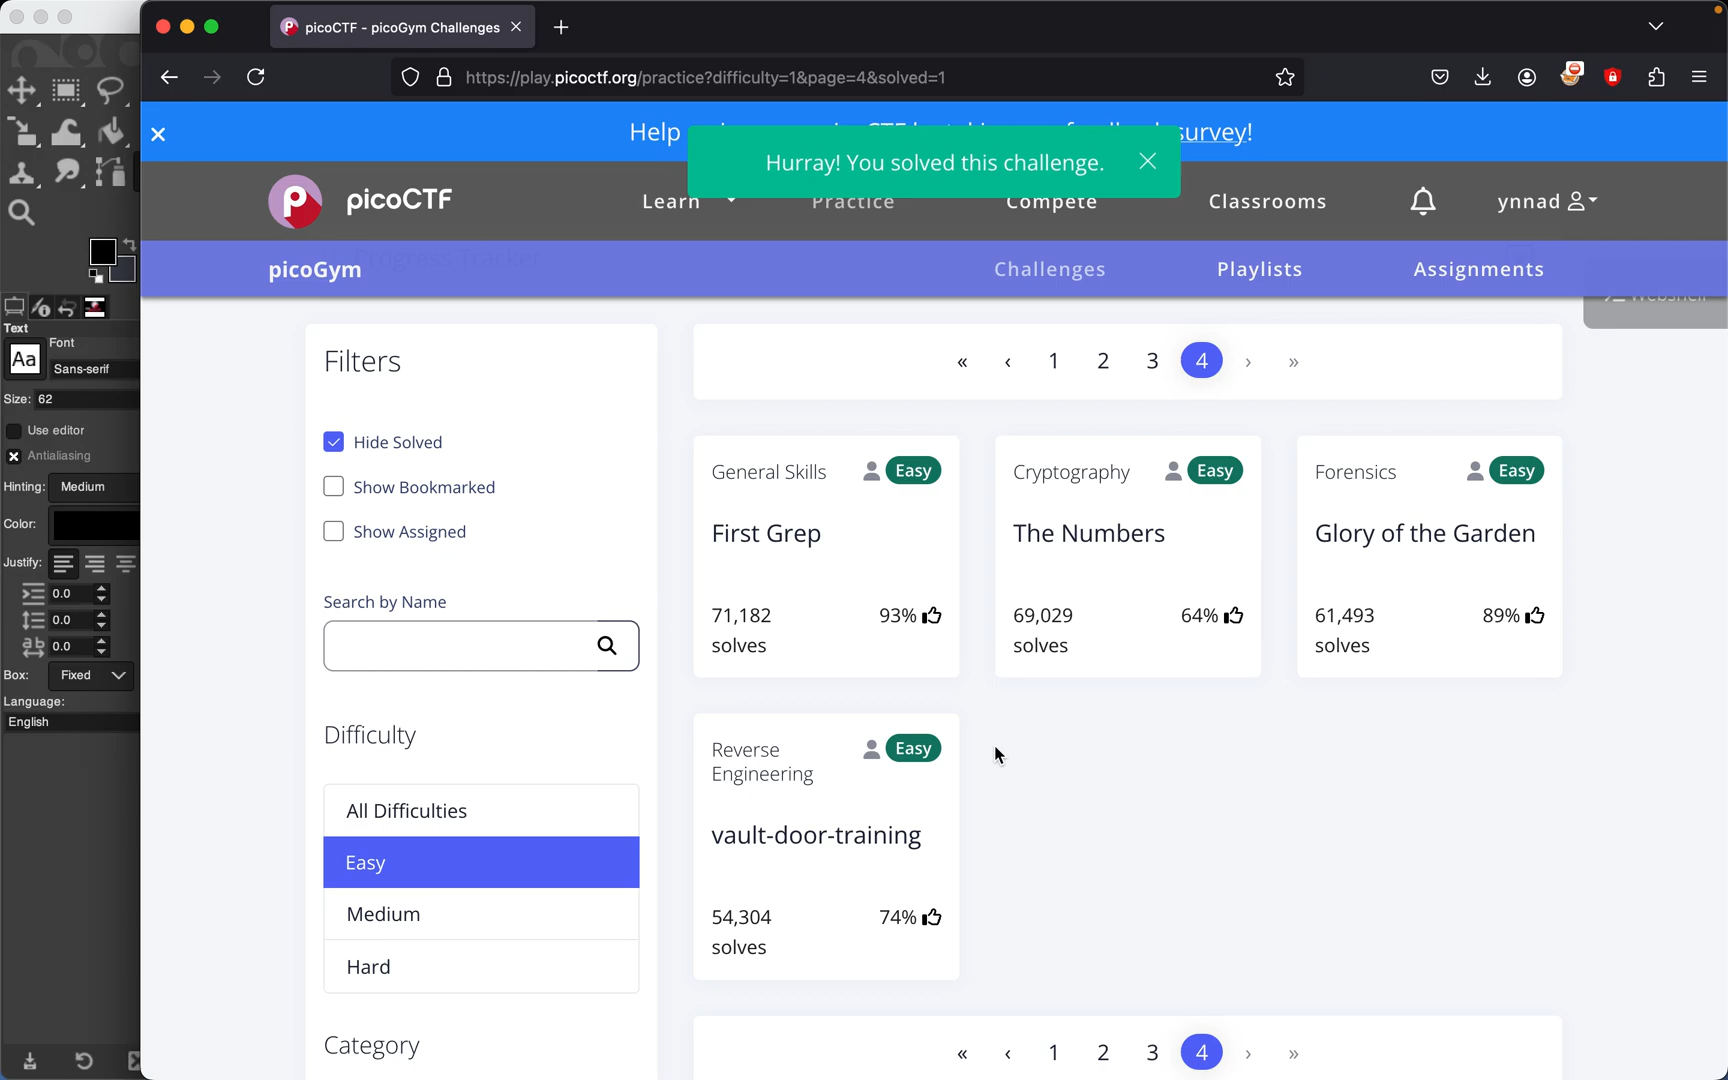 picoCTF - picoGym Challenges
https://play.picoctf.org/practice?difficulty=1&page=4&solved=1
Help
survey!
Hurray! You solved this challenge.
picoCTF
Learn
Practice
Compete
Classrooms
ynnad
picoGym
Progress Tracker
Challenges
Playlists
Assignments
Webshell
Text
Font
Aa
Sans-serif
Size: 62
Use editor
Antialiasing
Hinting: Medium
Color:
Justify:
0.0
0.0
0.0
Box: Fixed
Language:
English
Filters
Hide Solved
Show Bookmarked
Show Assigned
Search by Name
Difficulty
All Difficulties
Easy
Medium
Hard
Category
« ‹ 1 2 3 4 › »
General Skills Easy
First Grep
71,182 solves
93%
Cryptography Easy
The Numbers
69,029 solves
64%
Forensics Easy
Glory of the Garden
61,493 solves
89%
Reverse Engineering Easy
vault-door-training
54,304 solves
74%
« ‹ 1 2 3 4 › »